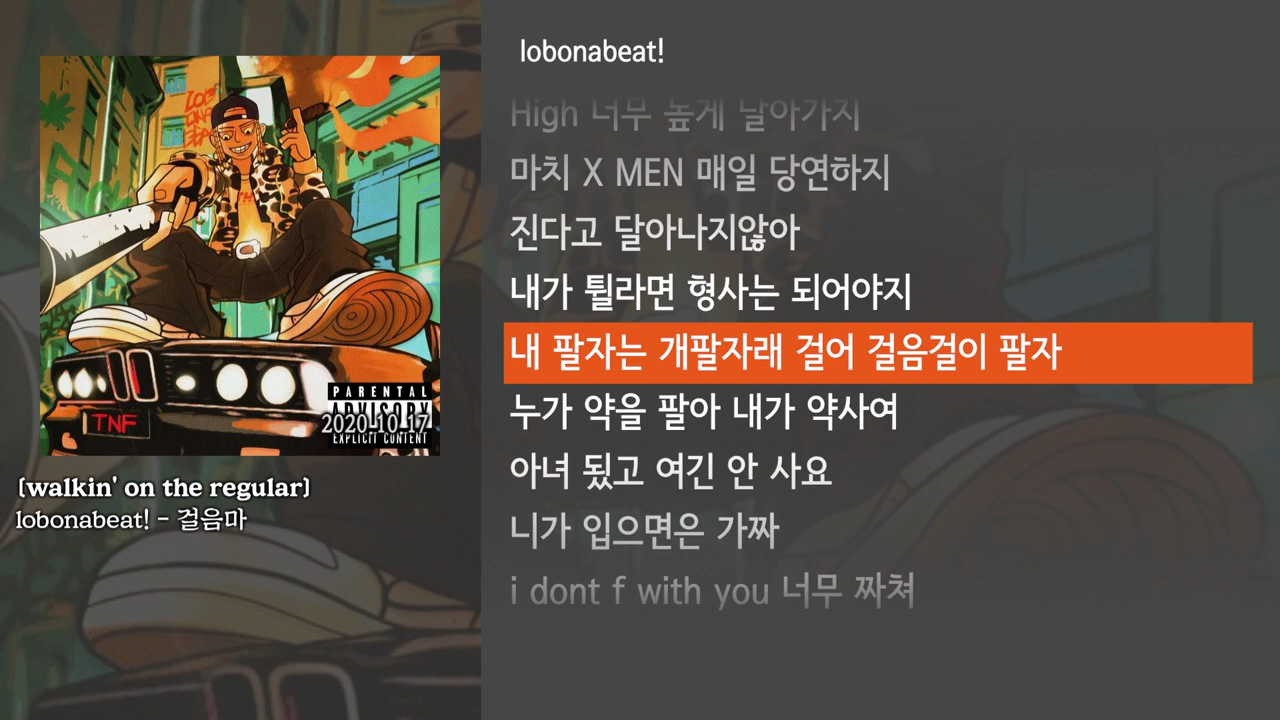 lobonabeat!
High 너무 높게 날아가지
마치 X MEN 매일 당연하지
진다고 달아나지않아
내가 튈라면 형사는 되어야지
내 팔자는 개팔자래 걸어 걸음걸이 팔자
누가 약을 팔아 내가 약사여
아녀 됬고 여긴 안 사요
니가 입으면은 가짜
i dont f with you 너무 짜쳐
TNF
PARENTAL
ADVISORY
2020.10.17
EXPLICIT CONTENT
[walkin' on the regular]
lobonabeat! - 걸음마